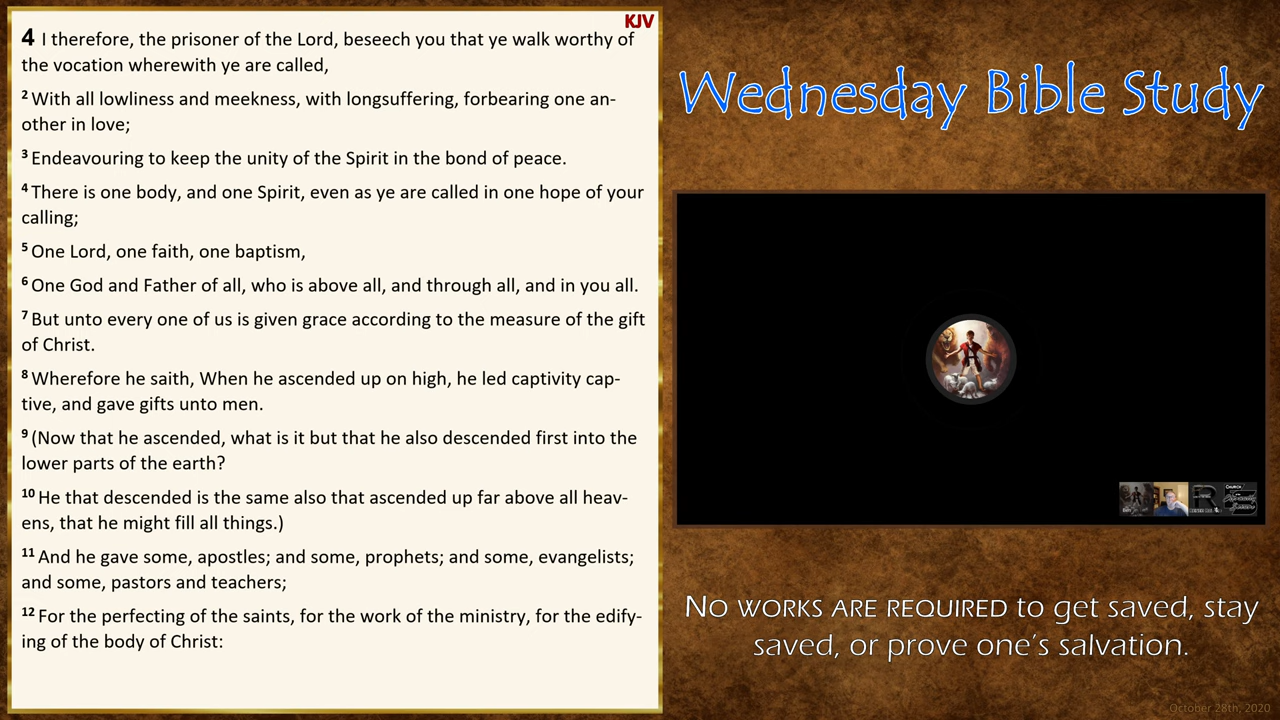 KJV
4 I therefore, the prisoner of the Lord, beseech you that ye walk worthy of
the vocation wherewith ye are called,
2 With all lowliness and meekness, with longsuffering, forbearing one an-
other in love;
3 Endeavouring to keep the unity of the Spirit in the bond of peace.
4 There is one body, and one Spirit, even as ye are called in one hope of your
calling;
5 One Lord, one faith, one baptism,
6 One God and Father of all, who is above all, and through all, and in you all.
7 But unto every one of us is given grace according to the measure of the gift
of Christ.
8 Wherefore he saith, When he ascended up on high, he led captivity cap-
tive, and gave gifts unto men.
9 (Now that he ascended, what is it but that he also descended first into the
lower parts of the earth?
10 He that descended is the same also that ascended up far above all heav-
ens, that he might fill all things.)
11 And he gave some, apostles; and some, prophets; and some, evangelists;
and some, pastors and teachers;
12 For the perfecting of the saints, for the work of the ministry, for the edify-
ing of the body of Christ:
Wednesday Bible Study
CHURCH
NO WORKS ARE REQUIRED to get saved, stay
saved, or prove one's salvation.
October 28th, 2020